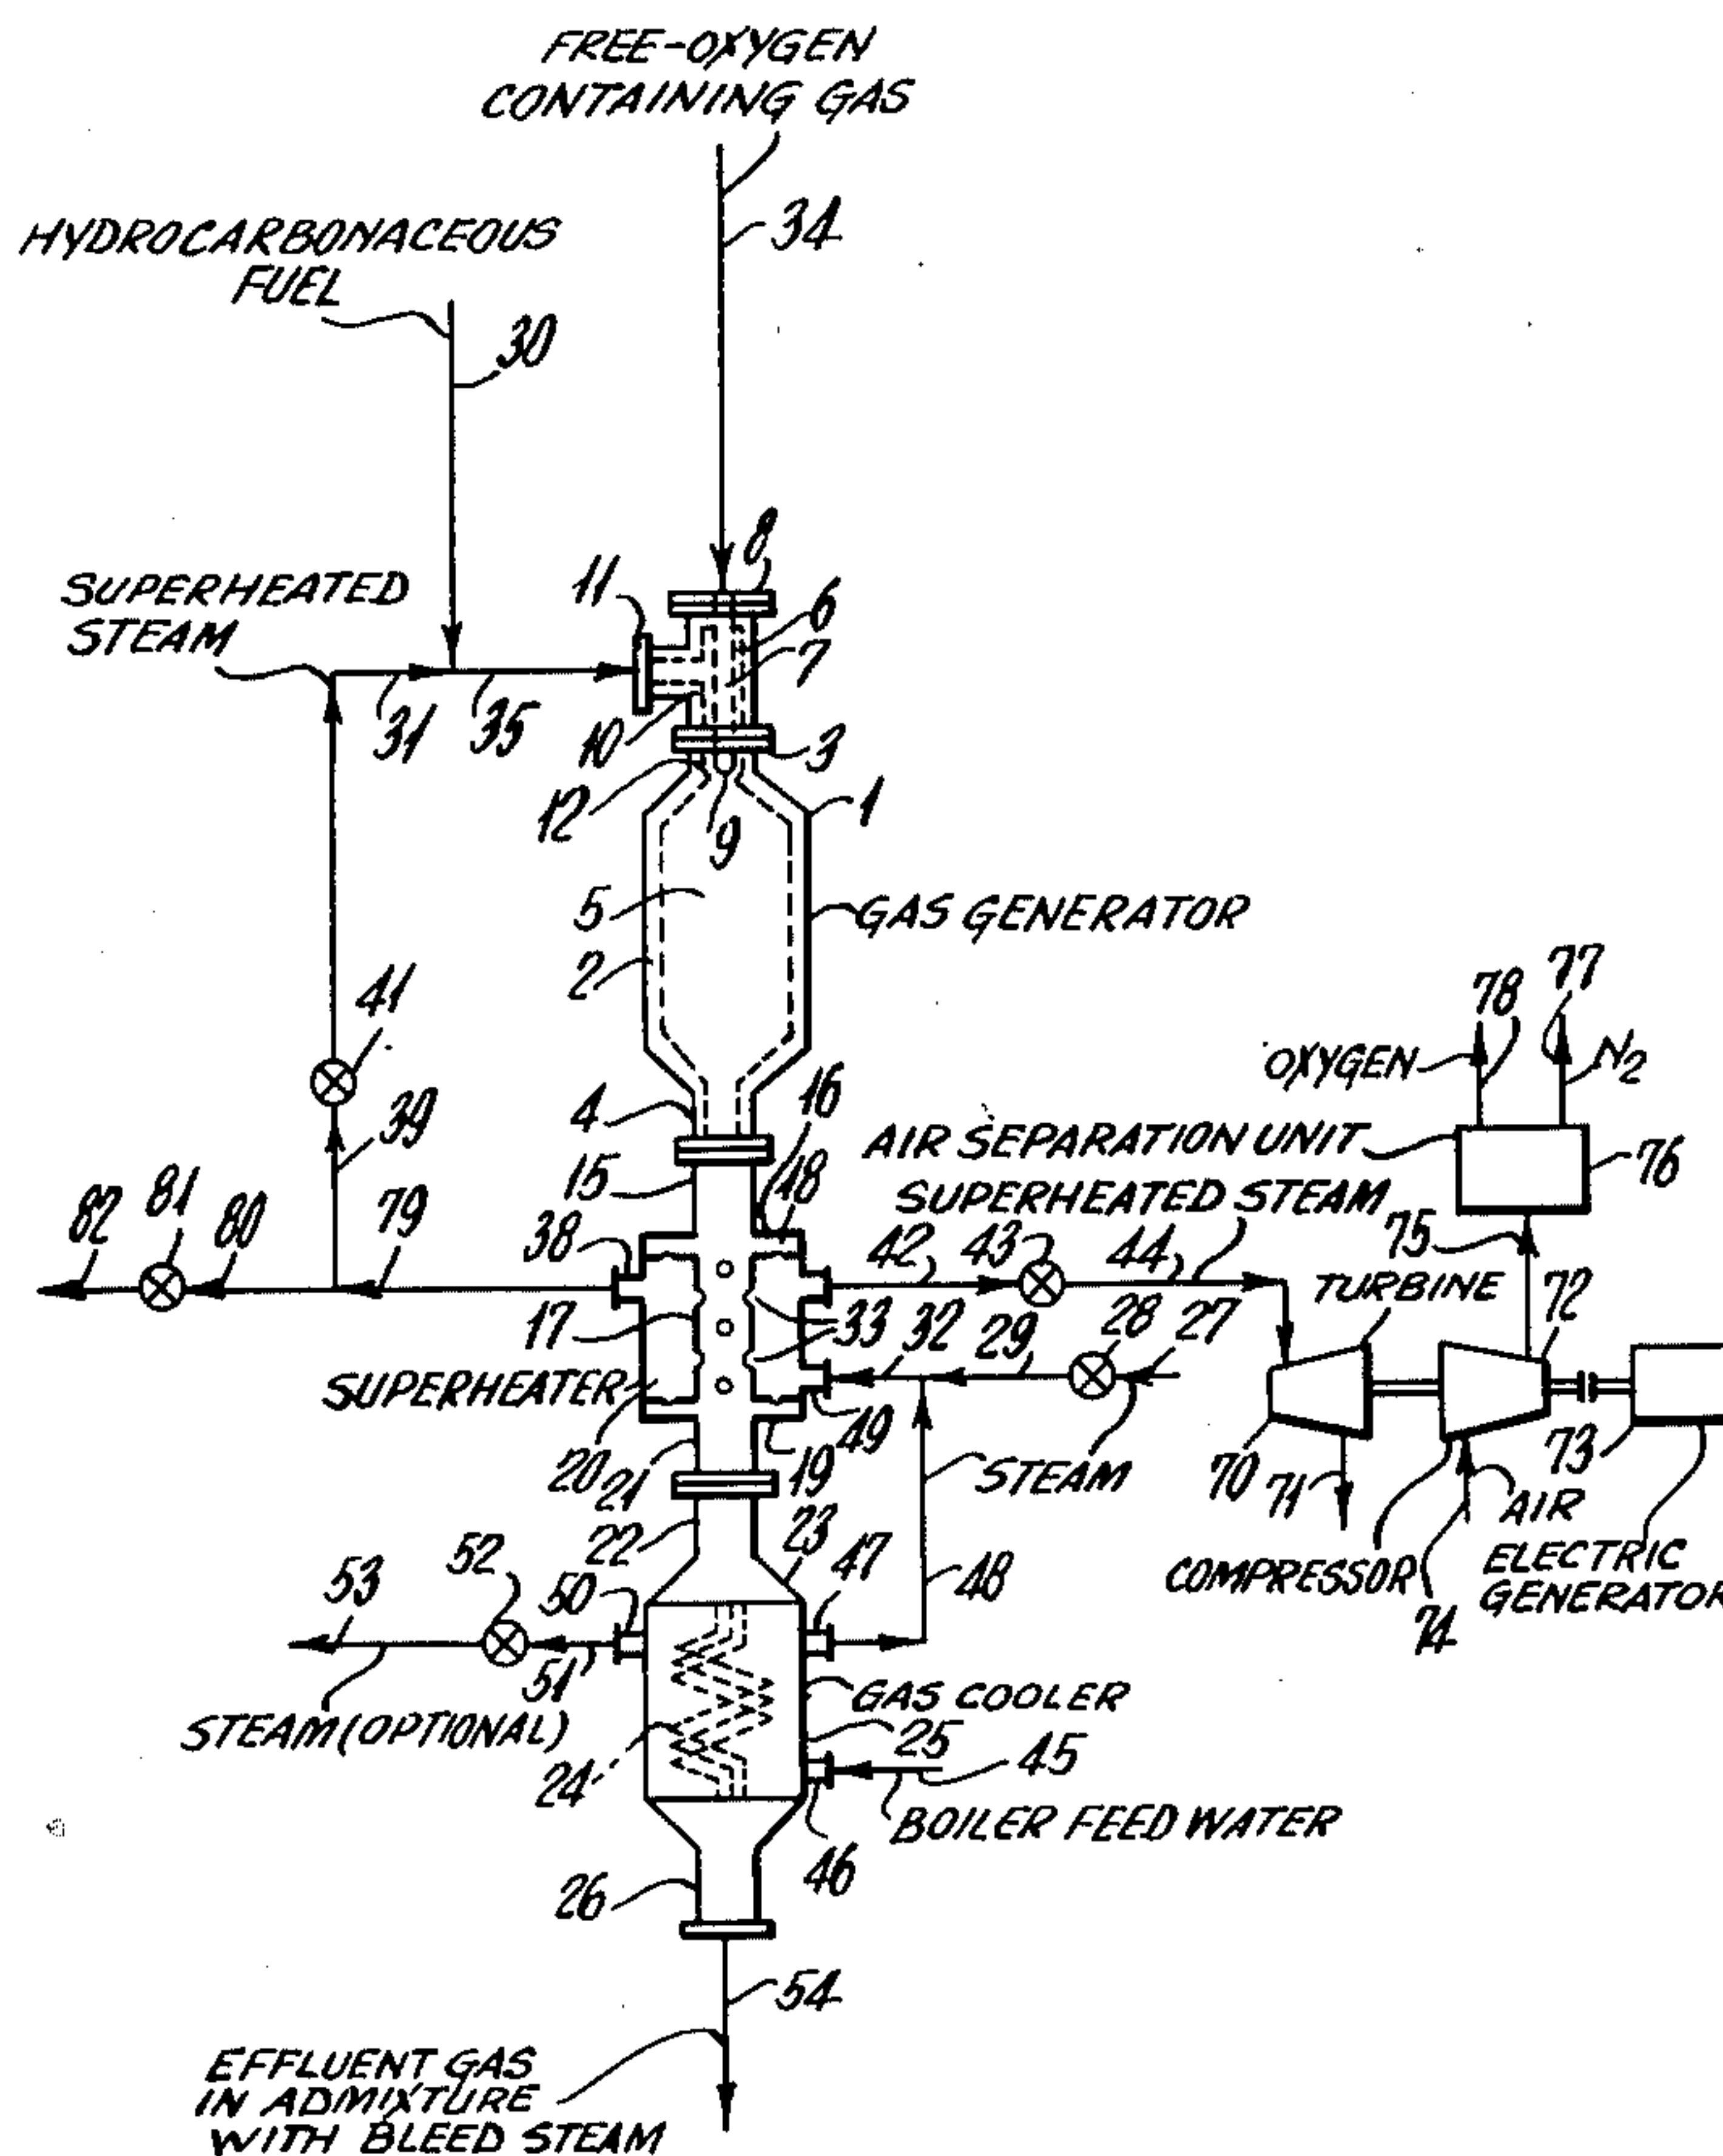 FREE-OXYGEN
CONTAINING GAS
34
HYDROCARBONACEOUS
FUEL
30
8
11
6
SUPERHEATED
STEAM
7
31
35
10
3
12
9
1
5
GAS GENERATOR
2
41
78
77
OXYGEN
N2
4
16
39
AIR SEPARATION UNIT
76
15
18
SUPERHEATED STEAM
75
82
81
80
79
38
42
43
44
TURBINE
72
17
33
32
29
28
27
SUPERHEATER
49
20
21
19
STEAM
70
71
AIR
73
22
23
52
53
50
47
48
COMPRESSOR
74
ELECTRIC
GENERATOR
51
GAS COOLER
STEAM (OPTIONAL)
25
45
24
BOILER FEED WATER
46
26
54
EFFLUENT GAS
IN ADMIXTURE
WITH BLEED STEAM